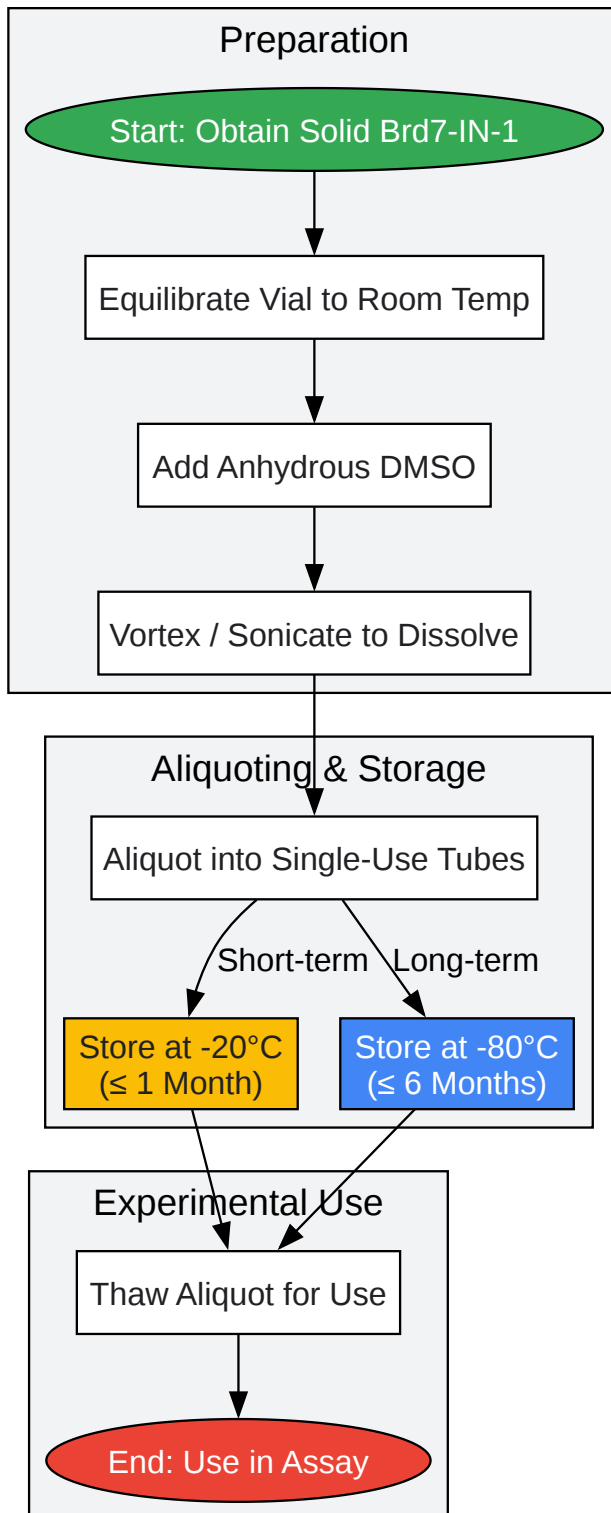 Preparation
Start: Obtain Solid Brd7-IN-1
Equilibrate Vial to Room Temp
Add Anhydrous DMSO
Vortex / Sonicate to Dissolve
Aliquoting & Storage
Aliquot into Single-Use Tubes
Short-term
Long-term
Store at -20°C
(≤ 1 Month)
Store at -80°C
(≤ 6 Months)
Experimental Use
Thaw Aliquot for Use
End: Use in Assay